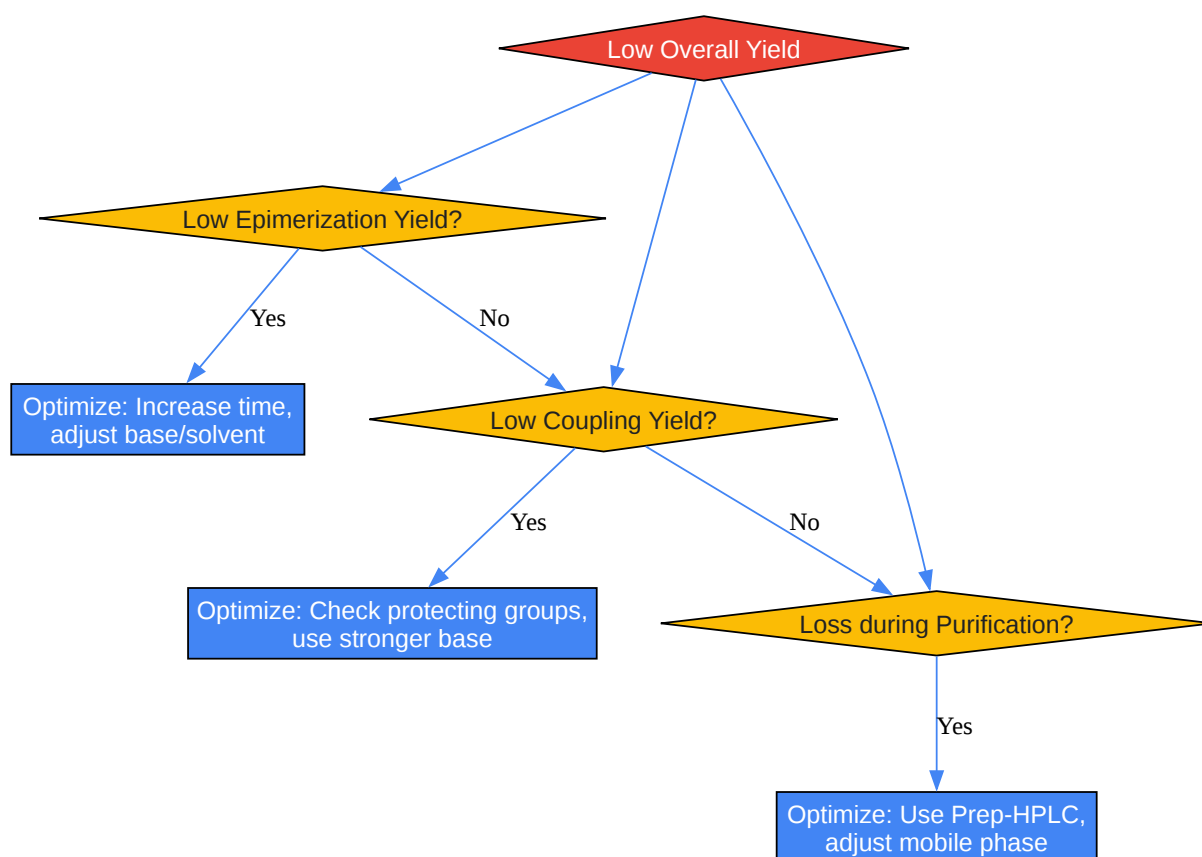 Low Overall Yield
Low Epimerization Yield?
Yes
No
Optimize: Increase time,
adjust base/solvent
Low Coupling Yield?
Yes
No
Optimize: Check protecting groups,
use stronger base
Loss during Purification?
Yes
Optimize: Use Prep-HPLC,
adjust mobile phase